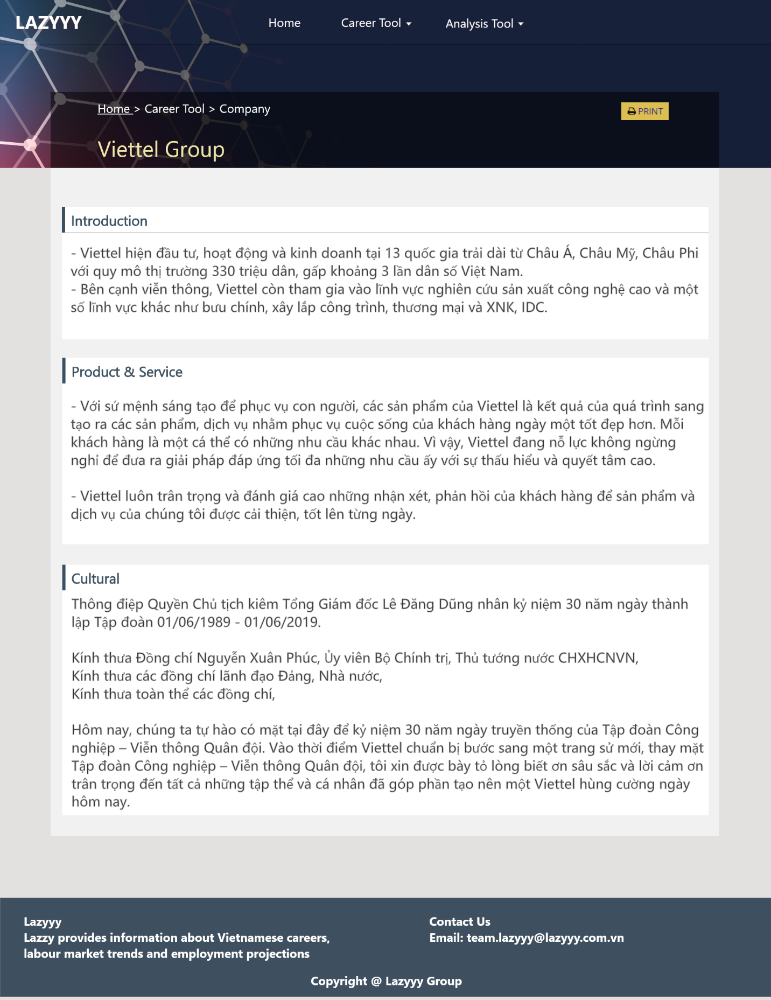 LAZYYY
Home
Career Tool
Analysis Tool
Home > Career Tool > Company
PRINT
Viettel Group
Introduction
- Viettel hiện đầu tư, hoạt động và kinh doanh tại 13 quốc gia trải dài từ Châu Á, Châu Mỹ, Châu Phi
với quy mô thị trường 330 triệu dân, gấp khoảng 3 lần dân số Việt Nam.
- Bên cạnh viễn thông, Viettel còn tham gia vào lĩnh vực nghiên cứu sản xuất công nghệ cao và một
số lĩnh vực khác như bưu chính, xây lắp công trình, thương mại và XNK, IDC.
Product & Service
- Với sứ mệnh sáng tạo để phục vụ con người, các sản phẩm của Viettel là kết quả của quá trình sang
tạo ra các sản phẩm, dịch vụ nhằm phục vụ cuộc sống của khách hàng ngày một tốt đẹp hơn. Mỗi
khách hàng là một cá thể có những nhu cầu khác nhau. Vì vậy, Viettel đang nỗ lực không ngừng
nghỉ để đưa ra giải pháp đáp ứng tối đa những nhu cầu ấy với sự thấu hiểu và quyết tâm cao.
- Viettel luôn trân trọng và đánh giá cao những nhận xét, phản hồi của khách hàng để sản phẩm và
dịch vụ của chúng tôi được cải thiện, tốt lên từng ngày.
Cultural
Thông điệp Quyền Chủ tịch kiêm Tổng Giám đốc Lê Đăng Dũng nhân kỷ niệm 30 năm ngày thành
lập Tập đoàn 01/06/1989 - 01/06/2019.
Kính thưa Đồng chí Nguyễn Xuân Phúc, Ủy viên Bộ Chính trị, Thủ tướng nước CHXHCNVN,
Kính thưa các đồng chí lãnh đạo Đảng, Nhà nước,
Kính thưa toàn thể các đồng chí,
Hôm nay, chúng ta tự hào có mặt tại đây để kỷ niệm 30 năm ngày truyền thống của Tập đoàn Công
nghiệp – Viễn thông Quân đội. Vào thời điểm Viettel chuẩn bị bước sang một trang sử mới, thay mặt
Tập đoàn Công nghiệp – Viễn thông Quân đội, tôi xin được bày tỏ lòng biết ơn sâu sắc và lời cảm ơn
trân trọng đến tất cả những tập thể và cá nhân đã góp phần tạo nên một Viettel hùng cường ngày
hôm nay.
Lazyyy
Lazzy provides information about Vietnamese careers,
labour market trends and employment projections
Contact Us
Email: team.lazyyy@lazyyy.com.vn
Copyright @ Lazyyy Group